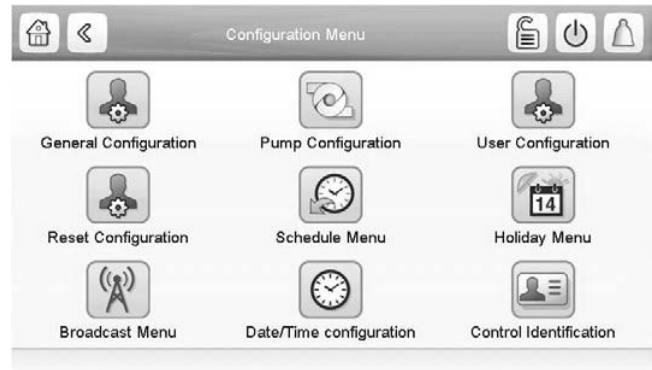 Configuration Menu
General Configuration
Pump Configuration
User Configuration
14
Reset Configuration
Schedule Menu
Holiday Menu
Broadcast Menu
Date/Time configuration
Control Identification